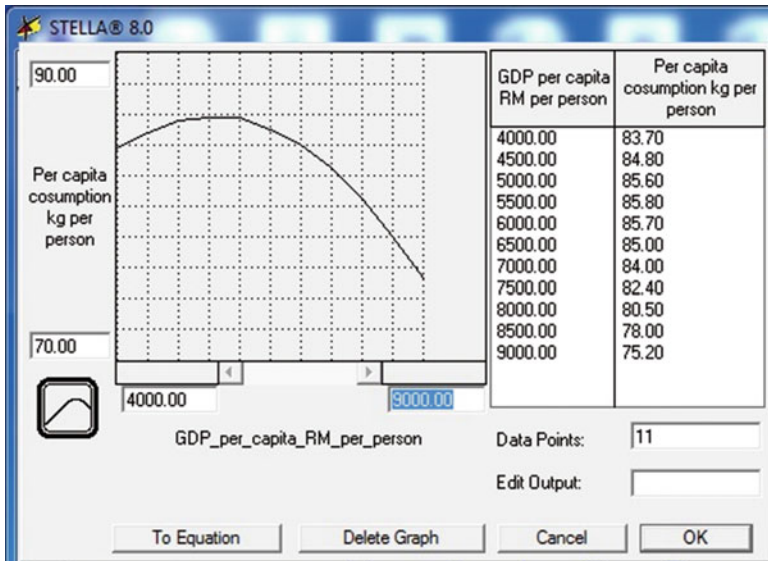 STELLA® 8.0
90.00
Per capita
cosumption
kg per
person
70.00
4000.00
9000.00
GDP_per_capita_RM_per_person
GDP per capita
RM per person
Per capita
cosumption kg per
person
4000.00 83.70
4500.00 84.80
5000.00 85.60
5500.00 85.80
6000.00 85.70
6500.00 85.00
7000.00 84.00
7500.00 82.40
8000.00 80.50
8500.00 78.00
9000.00 75.20
Data Points: 11
Edit Output:
To Equation
Delete Graph
Cancel
OK